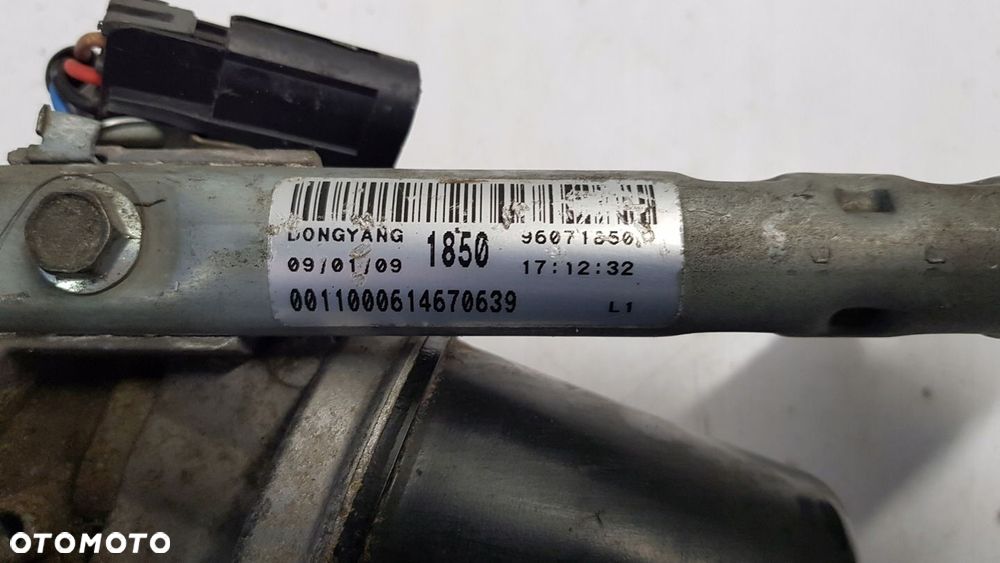 DONGYANG 1850 96071850
09/01/09 17:12:32
0011000614670639 L1
OTOMOTO